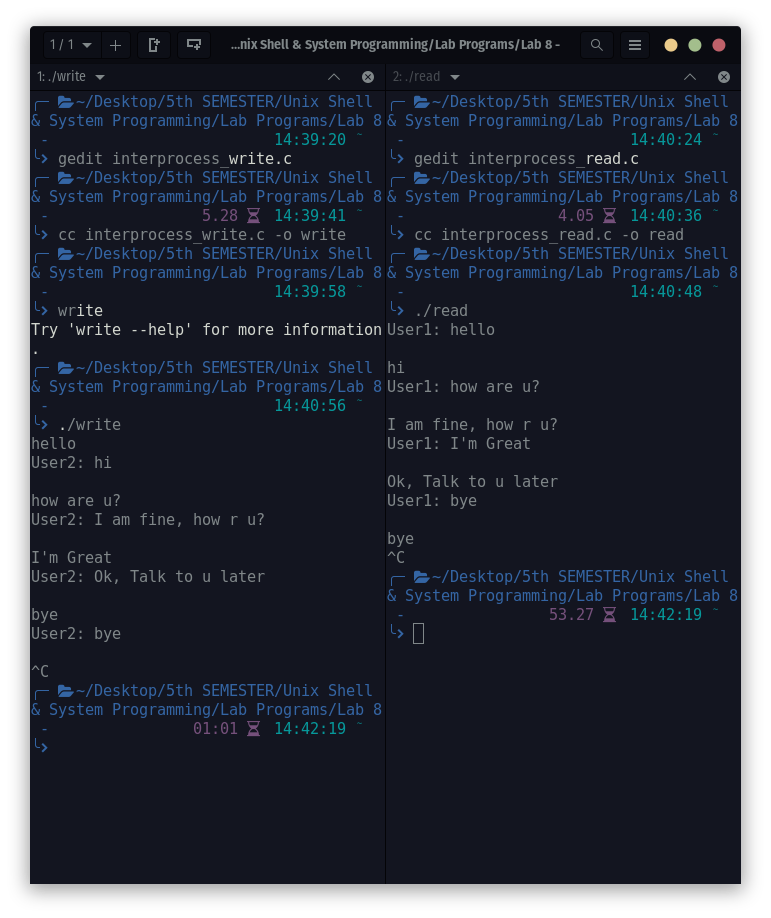 1 / 1
...nix Shell & System Programming/Lab Programs/Lab 8 -
1: ./write
~/Desktop/5th SEMESTER/Unix Shell
& System Programming/Lab Programs/Lab 8
- 14:39:20 ~
gedit interprocess_write.c
~/Desktop/5th SEMESTER/Unix Shell
& System Programming/Lab Programs/Lab 8
- 5.28 14:39:41 ~
cc interprocess_write.c -o write
~/Desktop/5th SEMESTER/Unix Shell
& System Programming/Lab Programs/Lab 8
- 14:39:58 ~
write
Try 'write --help' for more information
.
~/Desktop/5th SEMESTER/Unix Shell
& System Programming/Lab Programs/Lab 8
- 14:40:56 ~
./write
hello
User2: hi
how are u?
User2: I am fine, how r u?
I'm Great
User2: Ok, Talk to u later
bye
User2: bye
^C
~/Desktop/5th SEMESTER/Unix Shell
& System Programming/Lab Programs/Lab 8
- 01:01 14:42:19 ~
2: ./read
~/Desktop/5th SEMESTER/Unix Shell
& System Programming/Lab Programs/Lab 8
- 14:40:24 ~
gedit interprocess_read.c
~/Desktop/5th SEMESTER/Unix Shell
& System Programming/Lab Programs/Lab 8
- 4.05 14:40:36 ~
cc interprocess_read.c -o read
~/Desktop/5th SEMESTER/Unix Shell
& System Programming/Lab Programs/Lab 8
- 14:40:48 ~
./read
User1: hello
hi
User1: how are u?
I am fine, how r u?
User1: I'm Great
Ok, Talk to u later
User1: bye
bye
^C
~/Desktop/5th SEMESTER/Unix Shell
& System Programming/Lab Programs/Lab 8
- 53.27 14:42:19 ~